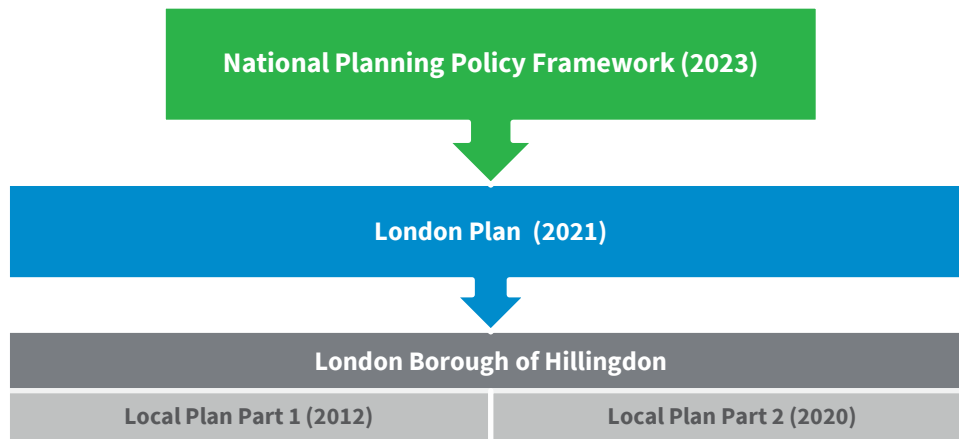 National Planning Policy Framework (2023)
London Plan (2021)
London Borough of Hillingdon
Local Plan Part 1 (2012)
Local Plan Part 2 (2020)